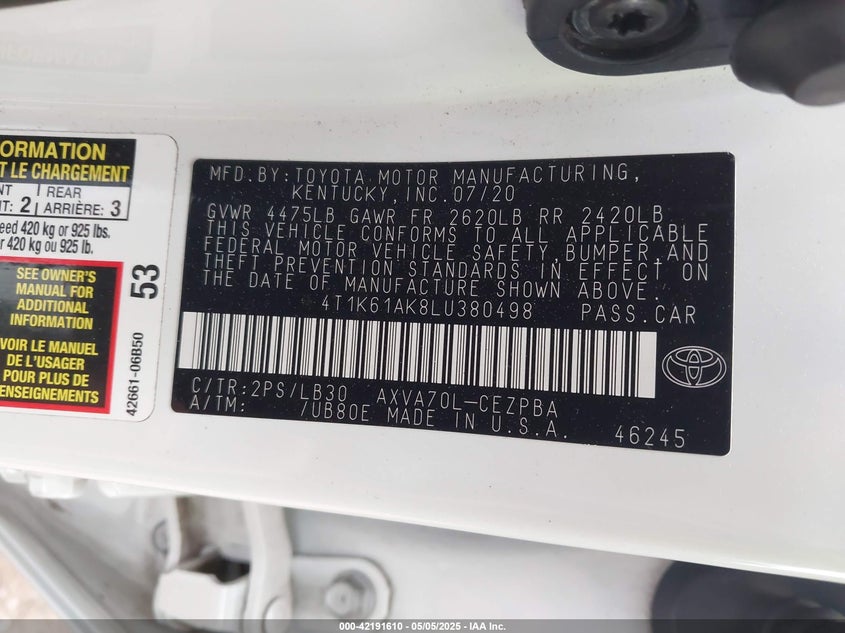 ORMATION
T LE CHARGEMENT
NT
REAR
NT: 2
ARRIÈRE: 3
eed 420 kg or 925 lbs.
r 420 kg ou 925 lb.
SEE OWNER'S
MANUAL FOR
ADDITIONAL
INFORMATION
VOIR LE MANUEL
DE L'USAGER
POUR PLUS DE
RENSEIGNEMENTS
53
42661-06B50
MFD.BY:TOYOTA MOTOR MANUFACTURING,
KENTUCKY,INC.07/20
GVWR 4475LB GAWR FR 2620LB RR 2420LB
THIS VEHICLE CONFORMS TO ALL APPLICABLE
FEDERAL MOTOR VEHICLE SAFETY,BUMPER,AND
THEFT PREVENTION STANDARDS IN EFFECT ON
THE DATE OF MANUFACTURE SHOWN ABOVE.
4T1K61AK8LU380498 PASS.CAR
C/TR:2PS/LB30 AXVA70L-CEZPBA
A/TM: /UB80E MADE IN U.S.A. 46245
000-42191610 - 05/05/2025 - IAA Inc.